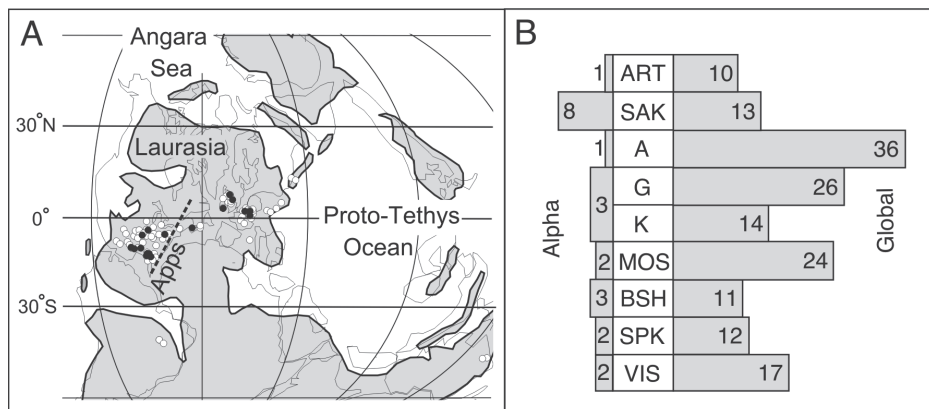 A
Angara
Sea
30°N
Laurasia
0°
Proto-Tethys
Ocean
Apps
30°S
B
1 ART 10
8 SAK 13
1 A 36
G 26
3
K 14
2 MOS 24
3 BSH 11
2 SPK 12
2 VIS 17
Alpha
Global